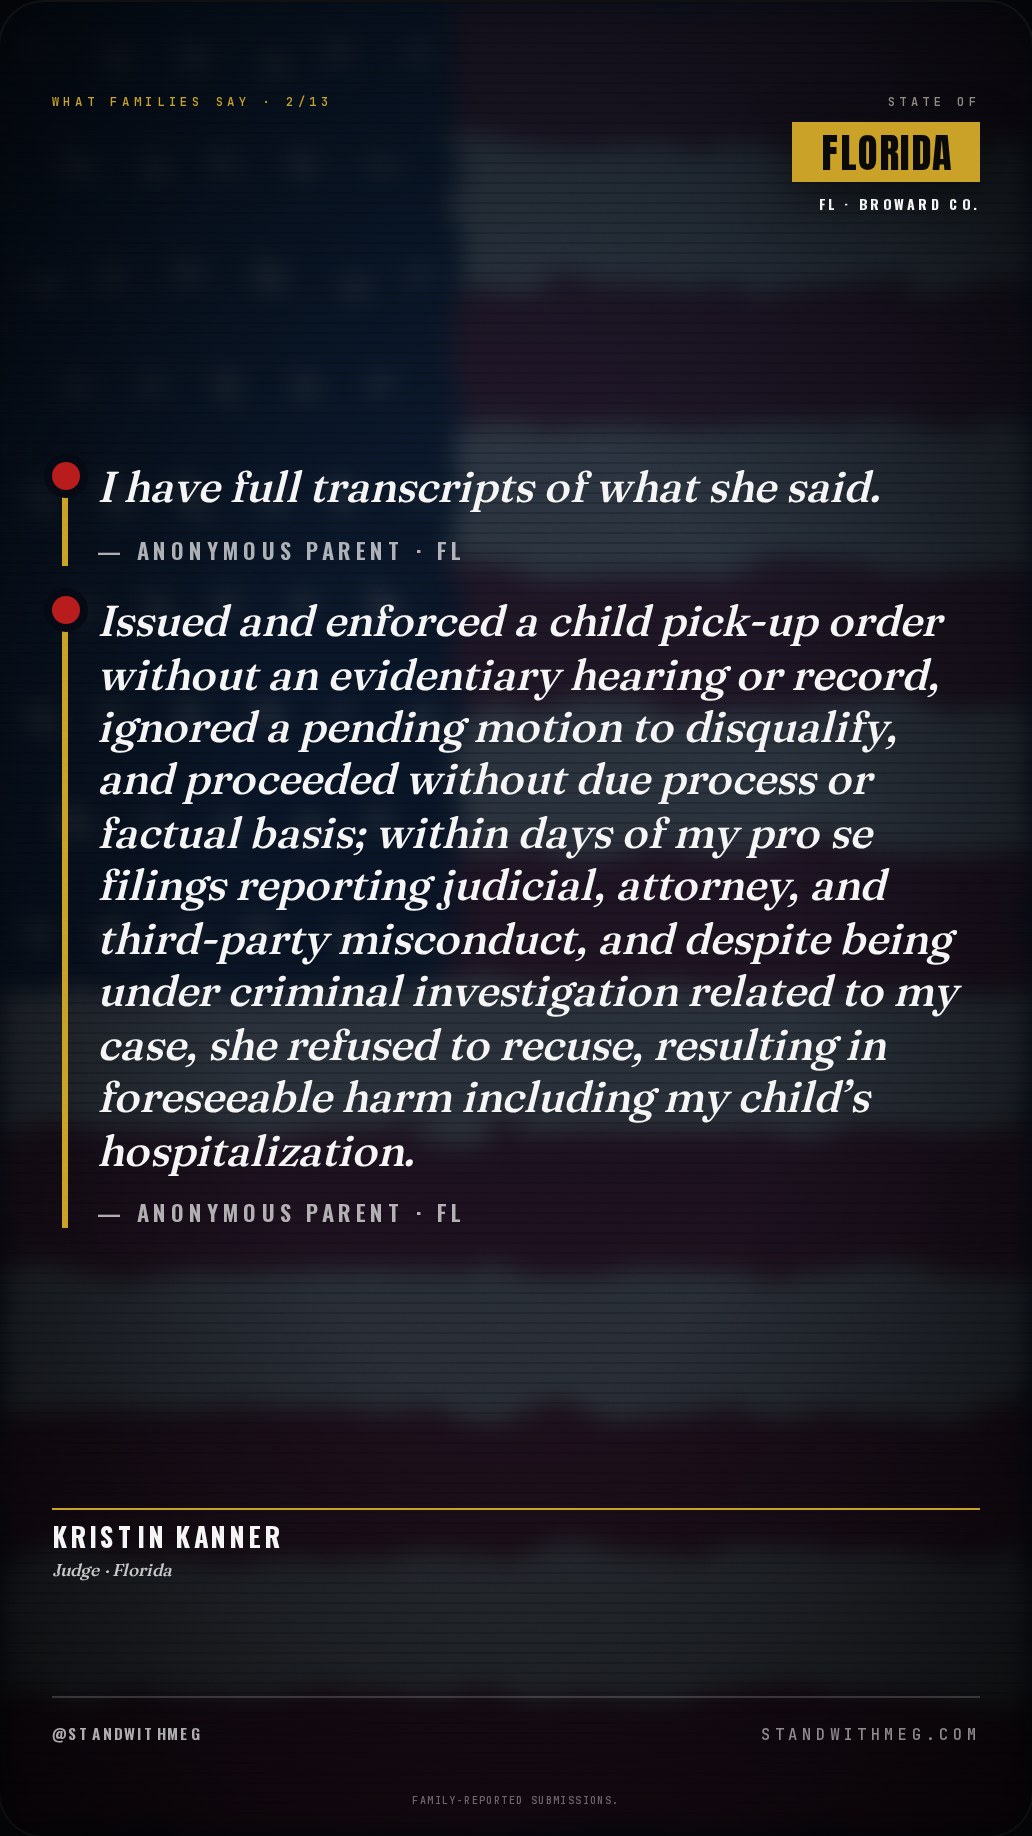 WHAT FAMILIES SAY · 2/13
STATE OF
FLORIDA
FL · BROWARD CO.
I have full transcripts of what she said.
— ANONYMOUS PARENT · FL
Issued and enforced a child pick-up order
without an evidentiary hearing or record,
ignored a pending motion to disqualify,
and proceeded without due process or
factual basis; within days of my pro se
filings reporting judicial, attorney, and
third-party misconduct, and despite being
under criminal investigation related to my
case, she refused to recuse, resulting in
foreseeable harm including my child’s
hospitalization.
— ANONYMOUS PARENT · FL
KRISTIN KANNER
Judge · Florida
@STANDWITHMEG
STANDWITHMEG.COM
FAMILY-REPORTED SUBMISSIONS.